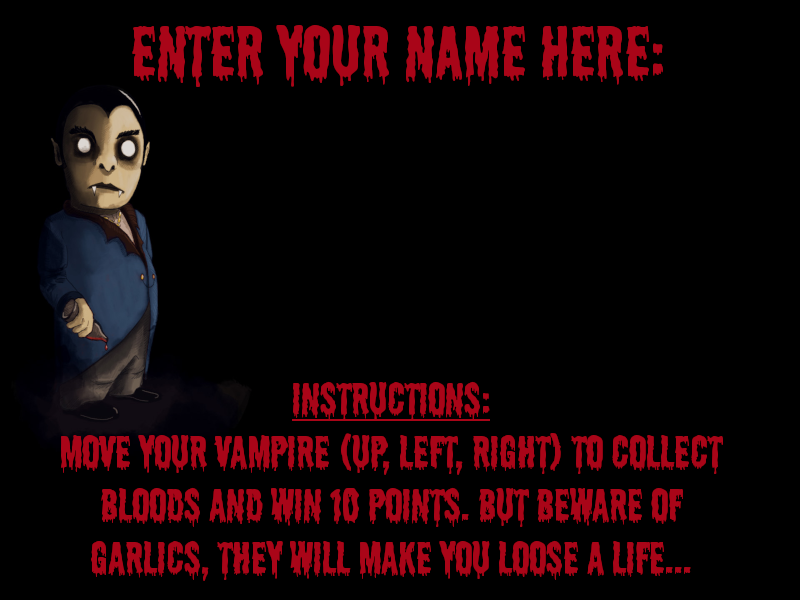 ENTER YOUR NAME HERE:
INSTRUCTIONS:
MOVE YOUR VAMPIRE (UP, LEFT, RIGHT) TO COLLECT
BLOODS AND WIN 10 POINTS. BUT BEWARE OF
GARLICS, THEY WILL MAKE YOU LOOSE A LIFE...